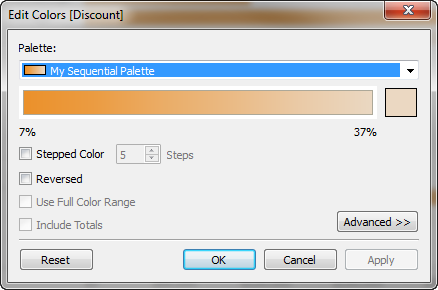 Edit Colors [Discount]
Palette:
My Sequential Palette
7% 37%
Stepped Color 5 Steps
Reversed
Use Full Color Range
Include Totals
Advanced >>
Reset OK Cancel Apply